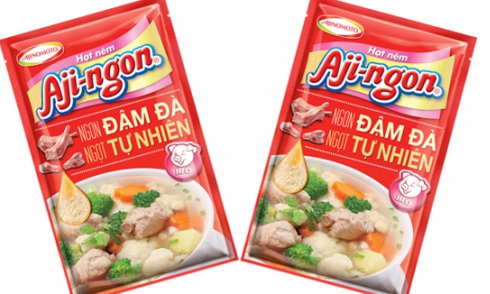 AJINOMOTO
Hạt nêm
Aji-ngon®
NGON ĐẬM ĐÀ
NGỌT TỰ NHIÊN
HEO
AJINOMOTO
Hạt nêm
Aji-ngon®
NGON ĐẬM ĐÀ
NGỌT TỰ NHIÊN
HEO